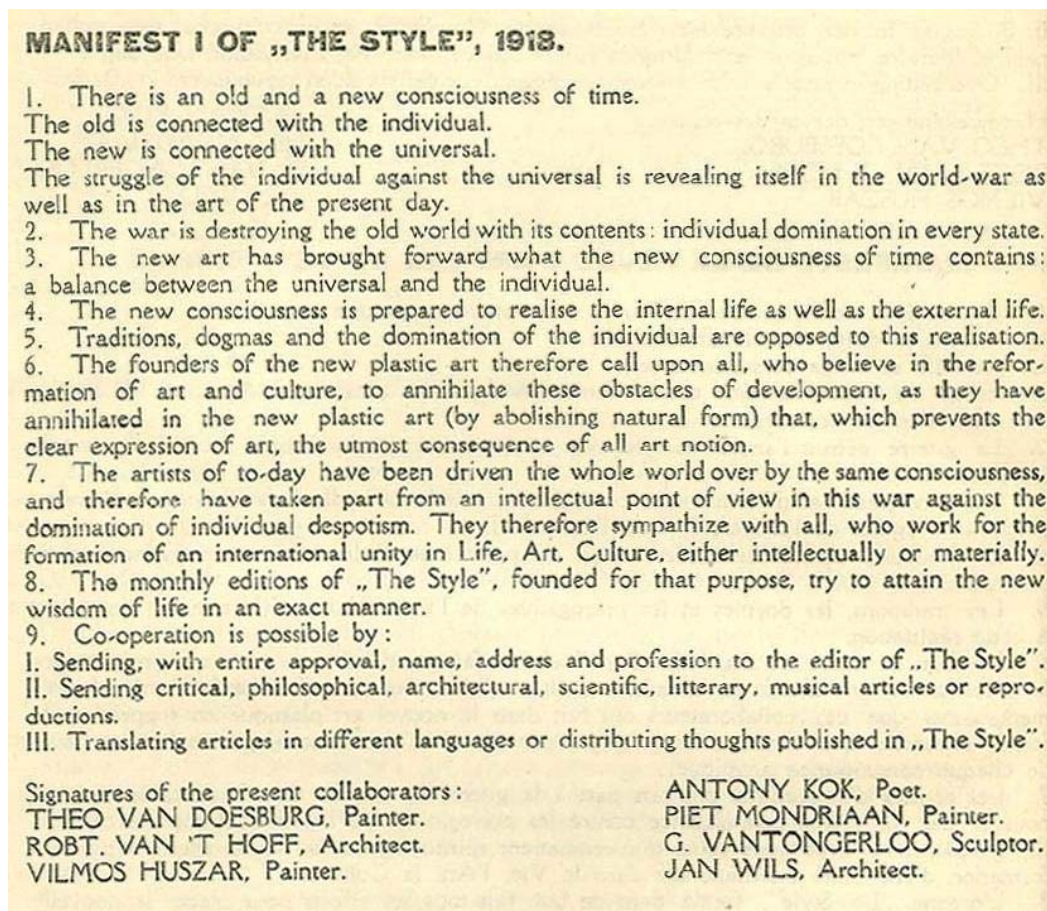 MANIFEST I OF „THE STYLE”, 1918.
1. There is an old and a new consciousness of time.
The old is connected with the individual.
The new is connected with the universal.
The struggle of the individual against the universal is revealing itself in the world-war as
well as in the art of the present day.
2. The war is destroying the old world with its contents: individual domination in every state.
3. The new art has brought forward what the new consciousness of time contains:
a balance between the universal and the individual.
4. The new consciousness is prepared to realise the internal life as well as the external life.
5. Traditions, dogmas and the domination of the individual are opposed to this realisation.
6. The founders of the new plastic art therefore call upon all, who believe in the refor-
mation of art and culture, to annihilate these obstacles of development, as they have
annihilated in the new plastic art (by abolishing natural form) that, which prevents the
clear expression of art, the utmost consequence of all art notion.
7. The artists of to-day have been driven the whole world over by the same consciousness,
and therefore have taken part from an intellectual point of view in this war against the
domination of individual despotism. They therefore sympathize with all, who work for the
formation of an international unity in Life, Art, Culture, either intellectually or materially.
8. The monthly editions of „The Style”, founded for that purpose, try to attain the new
wisdom of life in an exact manner.
9. Co-operation is possible by:
I. Sending, with entire approval, name, address and profession to the editor of „The Style”.
II. Sending critical, philosophical, architectural, scientific, litterary, musical articles or repro-
ductions.
III. Translating articles in different languages or distributing thoughts published in „The Style”.
Signatures of the present collaborators:
THEO VAN DOESBURG, Painter.
ROBT. VAN 'T HOFF, Architect.
VILMOS HUSZAR, Painter.
ANTONY KOK, Poet.
PIET MONDRIAAN, Painter.
G. VANTONGERLOO, Sculptor.
JAN WILS, Architect.